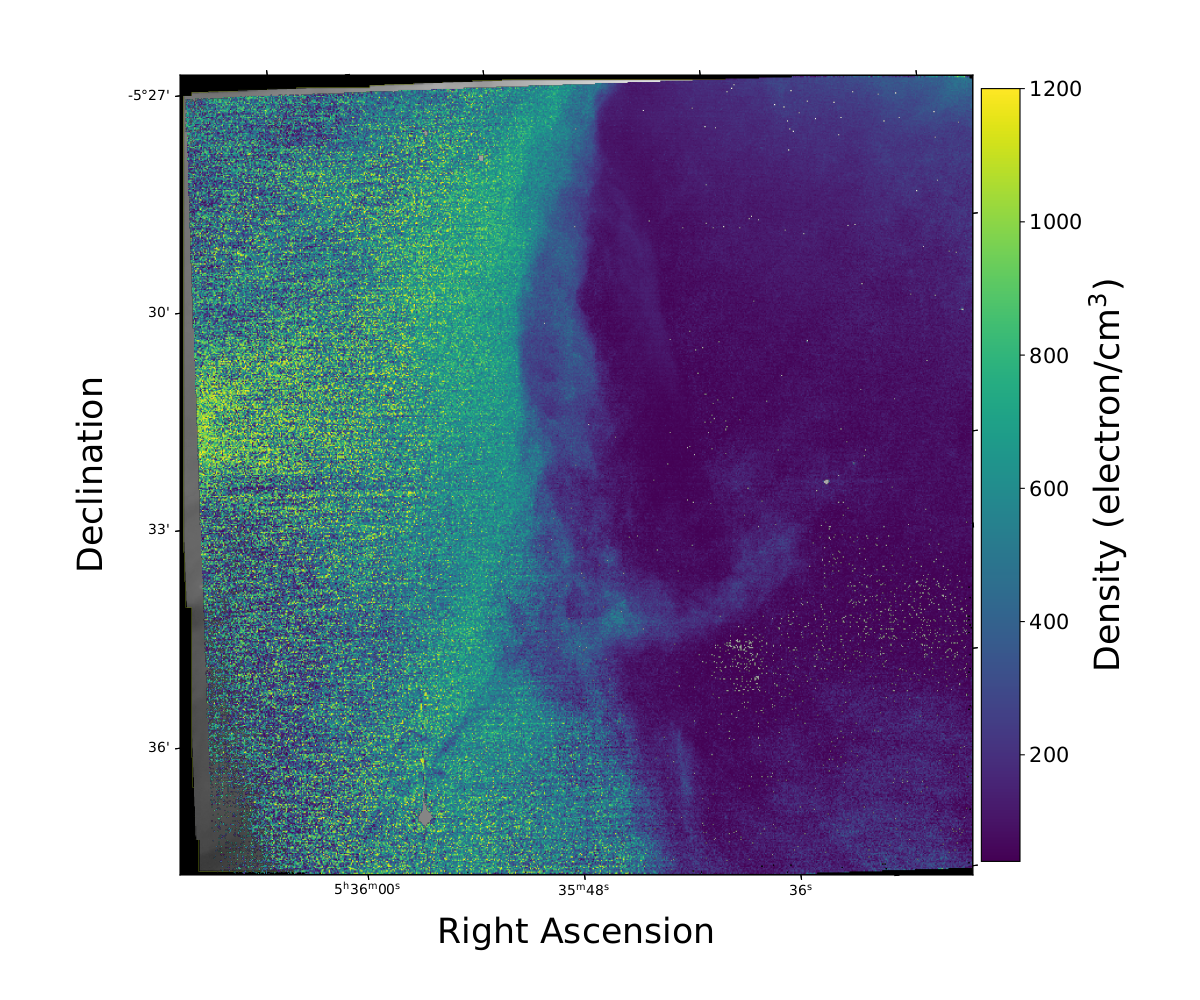 -5°27'
30'
33'
36'
Declination
5ʰ36ᵐ00ˢ
35ᵐ48ˢ
36ˢ
Right Ascension
1200
1000
800
600
400
200
Density (electron/cm³)